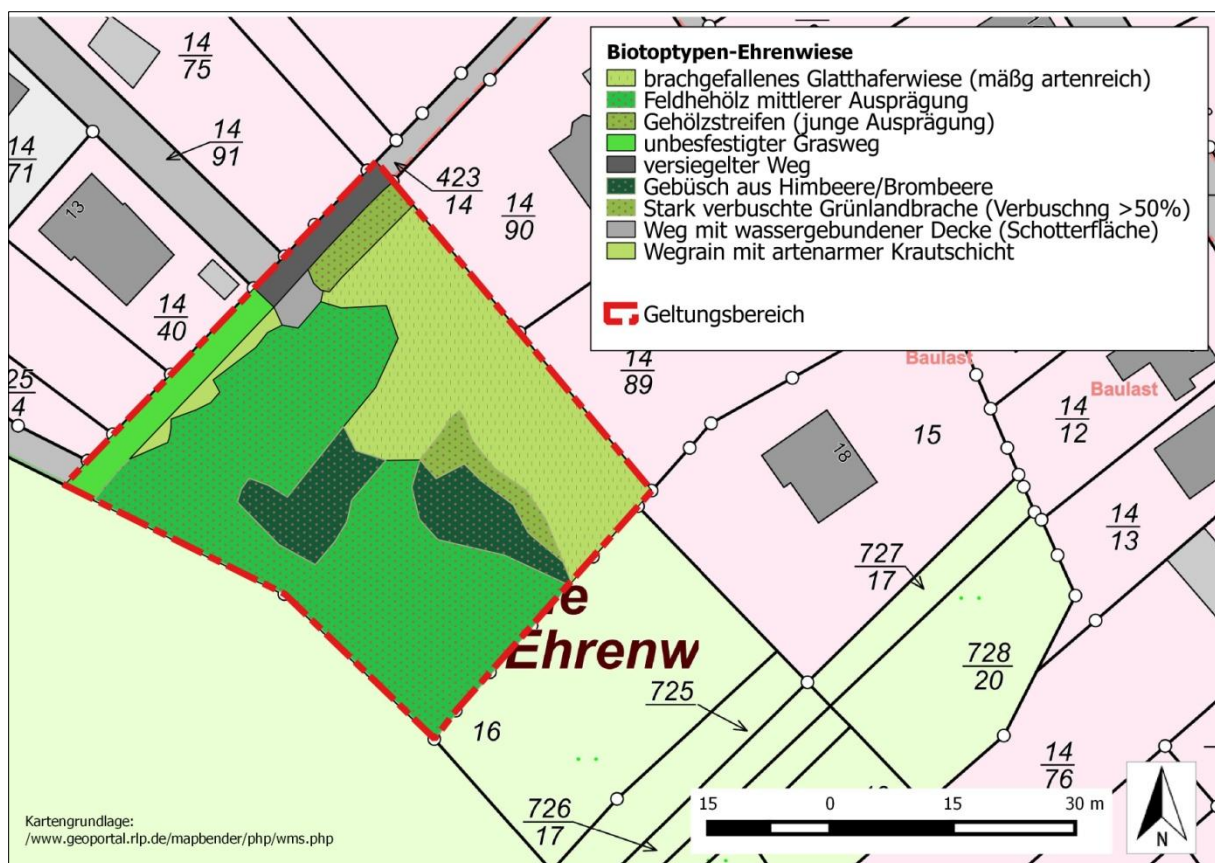 14
75
14
91
14
71
13
14
40
25
4
423
14
14
90
Biotoptypen-Ehrenwiese
brachgefallenes Glatthaferwiese (mäßg artenreich)
Feldhehölz mittlerer Ausprägung
Gehölzstreifen (junge Ausprägung)
unbesfestigter Grasweg
versiegelter Weg
Gebüsch aus Himbeere/Brombeere
Stark verbuschte Grünlandbrache (Verbuschng >50%)
Weg mit wassergebundener Decke (Schotterfläche)
Wegrain mit artenarmer Krautschicht
Geltungsbereich
14
89
Baulast
Baulast
15
18
14
12
14
13
727
17
Ehrenw
728
20
725
16
14
76
726
17
15 0 15 30 m
N
Kartengrundlage:
/www.geoportal.rlp.de/mapbender/php/wms.php